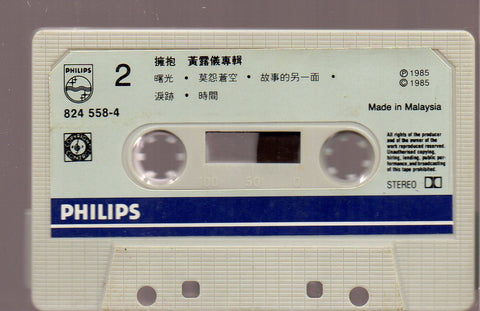 PHILIPS
2
擁抱 黃露儀專輯
曙光 • 莫怨蒼空 • 故事的另一面 •
淚跡 • 時間
824 558-4
Ⓟ1985
©1985
Made in Malaysia
All rights of the producer
and of the owner of the
work reproduced reserved.
Unauthorised copying,
hiring, lending, public per-
formance, and broadcasting
of this tape prohibited.
STEREO
PHILIPS
100 50 0